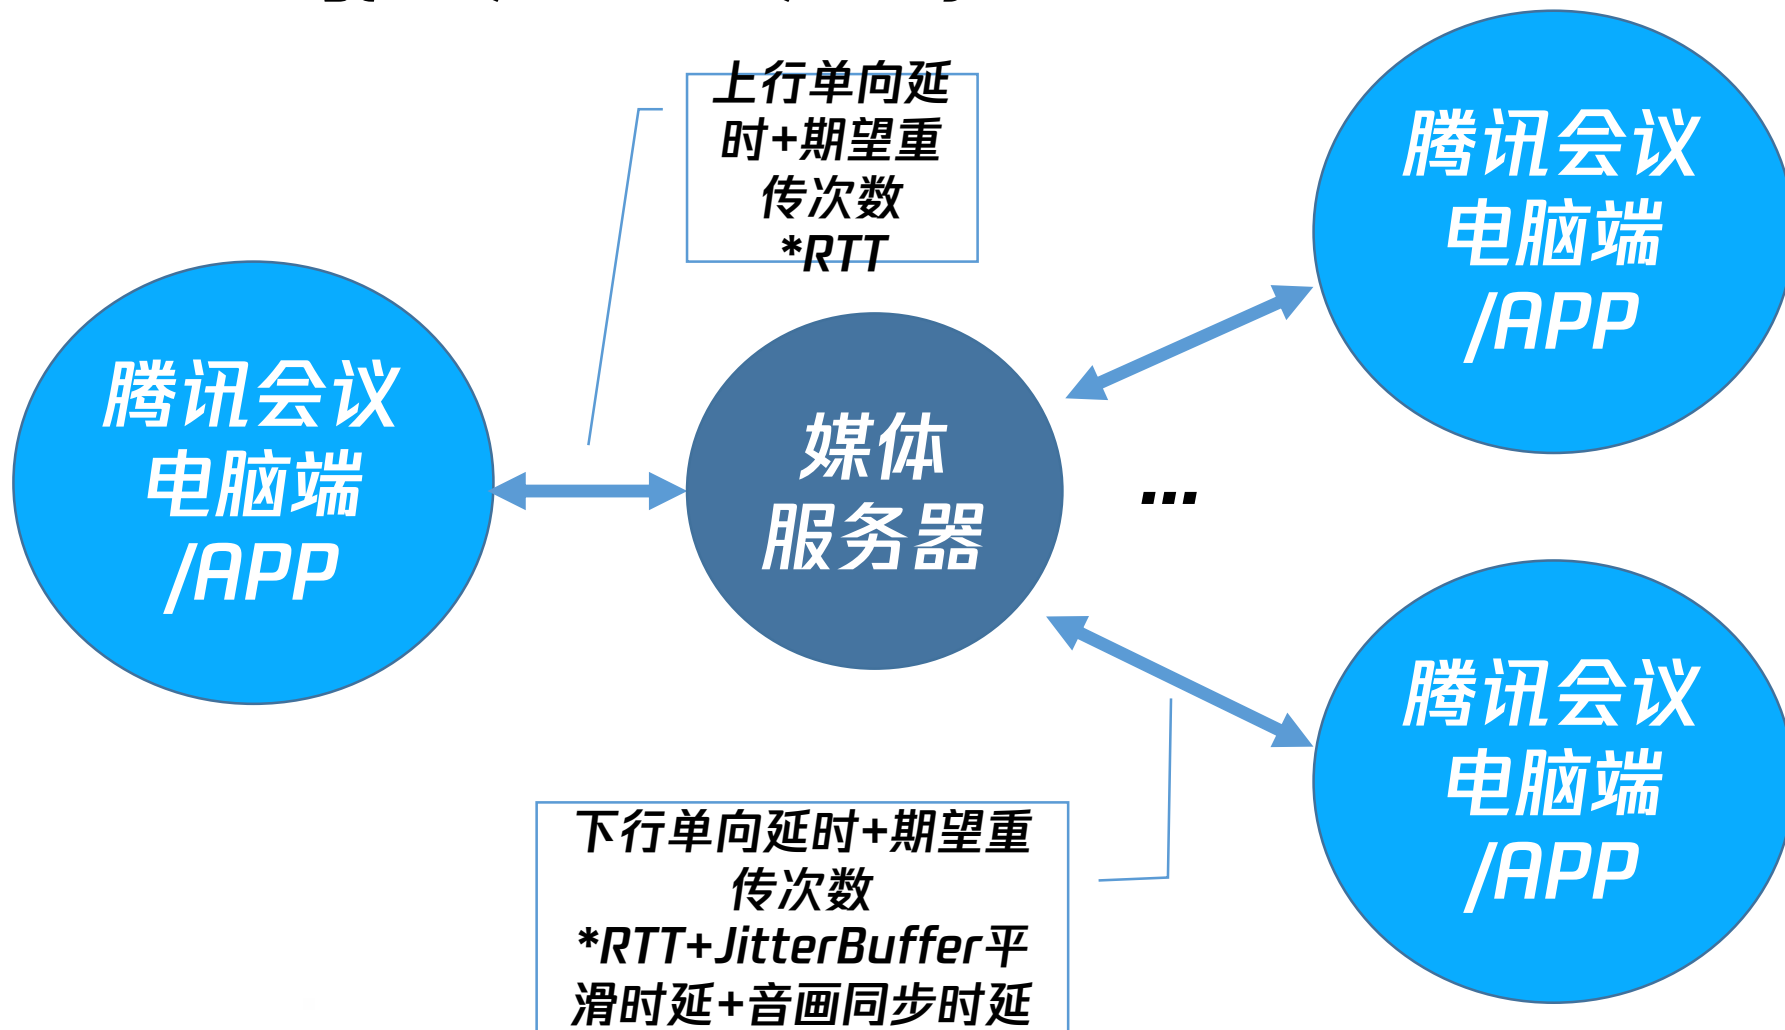 上行单向延
时+期望重
传次数
*RTT
腾讯会议
电脑端
/APP
媒体
服务器
...
腾讯会议
电脑端
/APP
腾讯会议
电脑端
/APP
下行单向延时+期望重
传次数
*RTT+JitterBuffer平
滑时延+音画同步时延